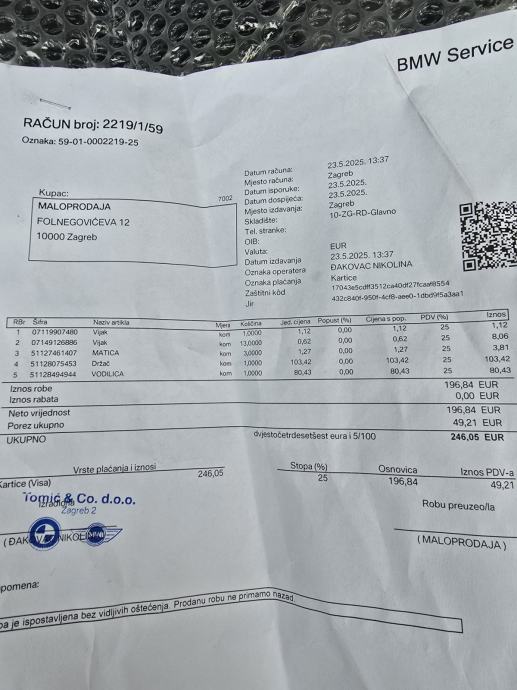 BMW Service
RAČUN broj: 2219/1/59
Oznaka: 59-01-0002219-25
Kupac: 7002
MALOPRODAJA
FOLNEGOVIĆEVA 12
10000 Zagreb
Datum računa: 23.5.2025. 13:37
Mjesto računa: Zagreb
Datum isporuke: 23.5.2025.
Datum dospijeća: 23.5.2025.
Mjesto izdavanja: Zagreb
Skladište: 10-ZG-RD-Glavno
Tel. stranke:
OIB:
Valuta: EUR
Datum izdavanja 23.5.2025. 13:37
Oznaka operatera ĐAKOVAC NIKOLINA
Oznaka plaćanja Kartice
Zaštitni kod
Jir
RBr Šifra Naziv artikla Mjera Količina Jed. cijena Popust (%) Cijena s pop. PDV (%) Iznos
1 07119907480 Vijak kom 1,0000 1,12 0,00 1,12 25 1,12
2 07149126886 Vijak kom 13,0000 0,62 0,00 0,62 25 8,06
3 51127461407 MATICA kom 3,0000 1,27 0,00 1,27 25 3,81
4 51128075453 Držač kom 1,0000 103,42 0,00 103,42 25 103,42
5 51128494944 VODILICA kom 1,0000 80,43 0,00 80,43 25 80,43
Iznos robe 196,84 EUR
Iznos rabata 0,00 EUR
Neto vrijednost 196,84 EUR
Porez ukupno 49,21 EUR
UKUPNO dvjestočetrdesetšest eura i 5/100 246,05 EUR
Vrste plaćanja i iznosi
Kartice (Visa) 246,05
Stopa (%) Osnovica Iznos PDV-a
25 196,84 49,21
Tomić & Co. d.o.o.
Izradio/la
Zagreb 2
Robu preuzeo/la
( ĐAKOVAC NIKOLINA
( MALOPRODAJA )
pomena:
ba je ispostavljena bez vidljivih oštećenja. Prodanu robu ne primamo nazad.